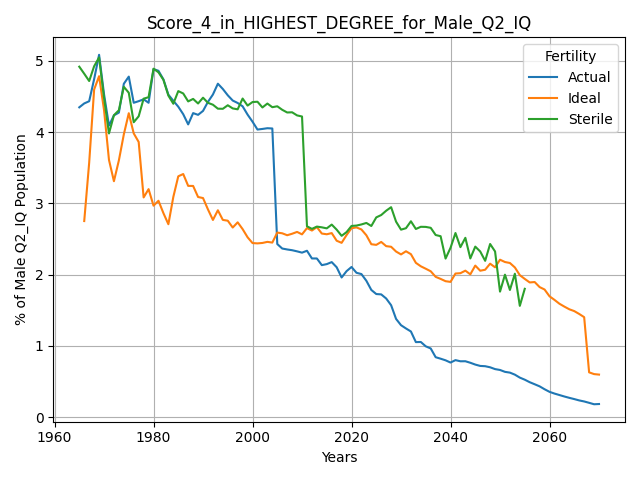 Score_4_in_HIGHEST_DEGREE_for_Male_Q2_IQ
Fertility
Actual
Ideal
Sterile
% of Male Q2_IQ Population
5
4
3
2
1
0
1960
1980
2000
2020
2040
2060
Years